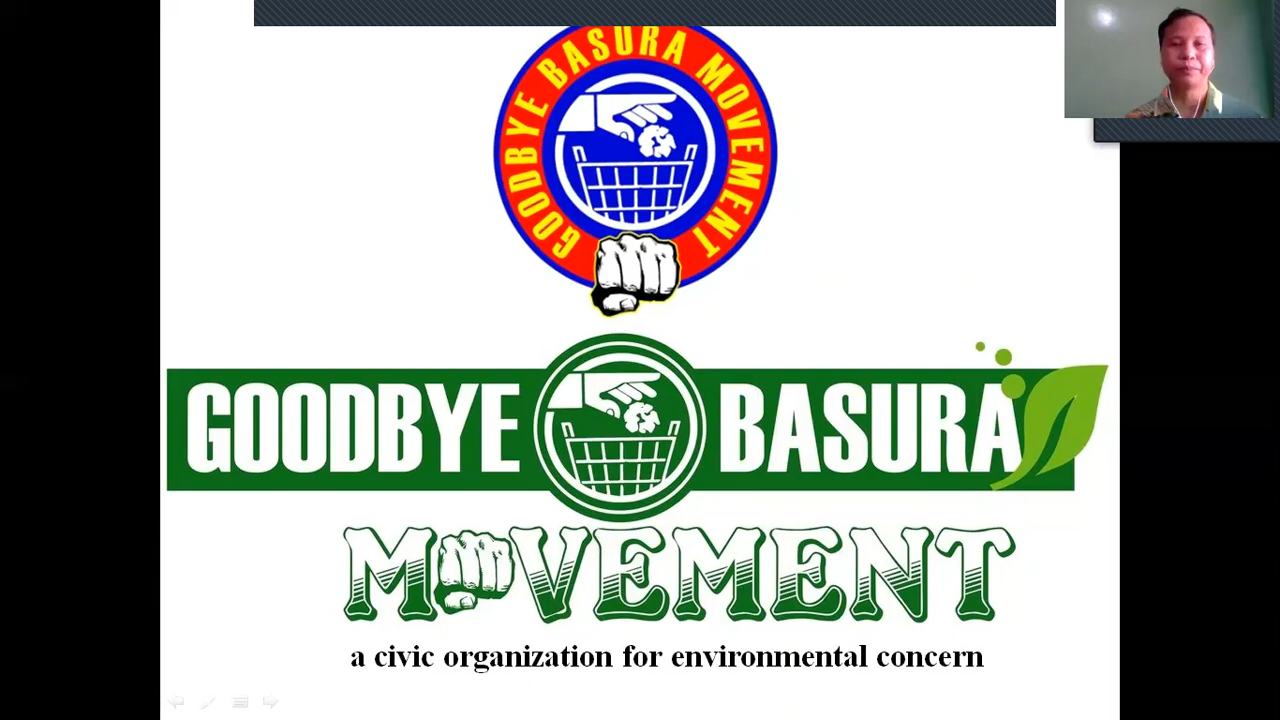 GOODBYE BASURA MOVEMENT
GOODBYE BASURA
MOVEMENT
a civic organization for environmental concern